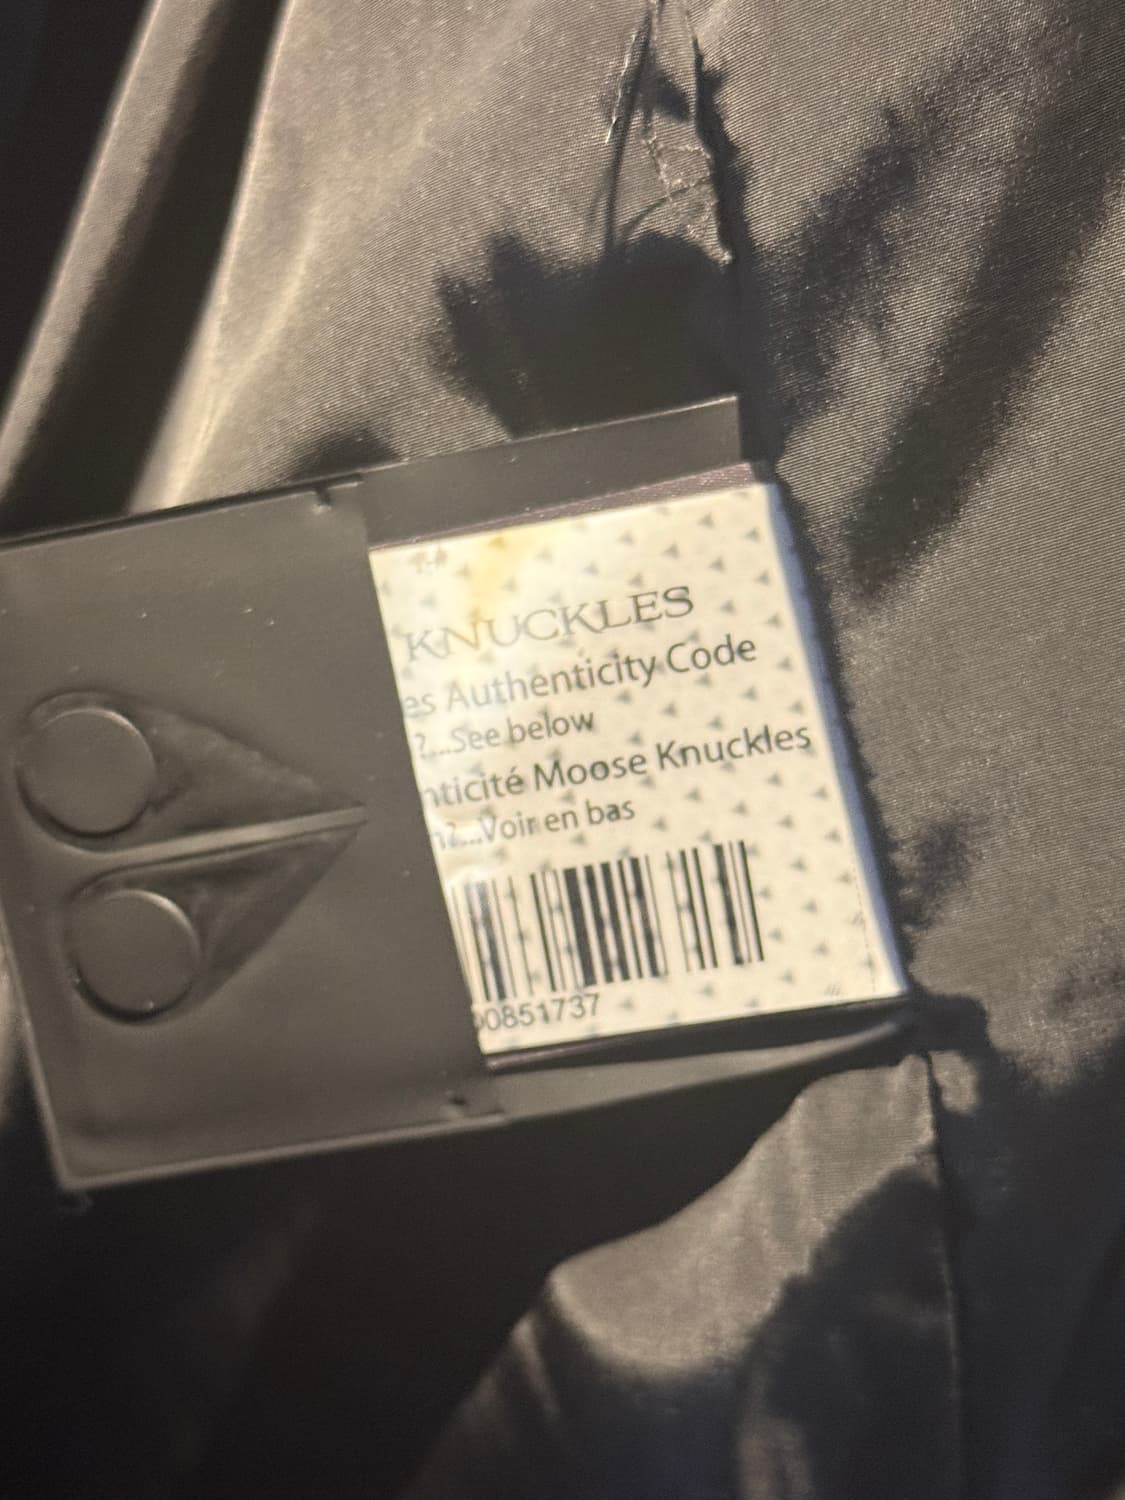 KNUCKLES
es Authenticity Code
?...See below
nticité Moose Knuckles
n?...Voir en bas
00851737